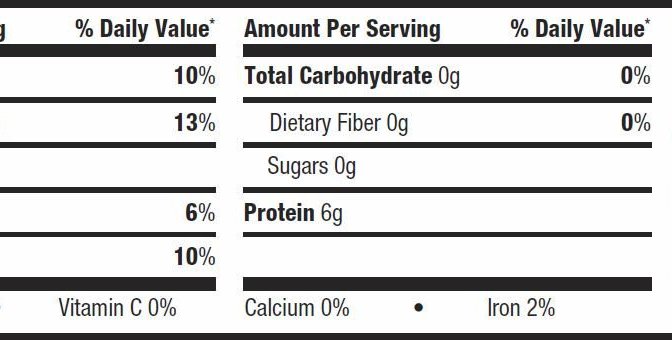 g % Daily Value* Amount Per Serving % Daily Value*
10% Total Carbohydrate 0g 0%
13% Dietary Fiber 0g 0%
Sugars 0g
6% Protein 6g
10%
Vitamin C 0% Calcium 0% • Iron 2%